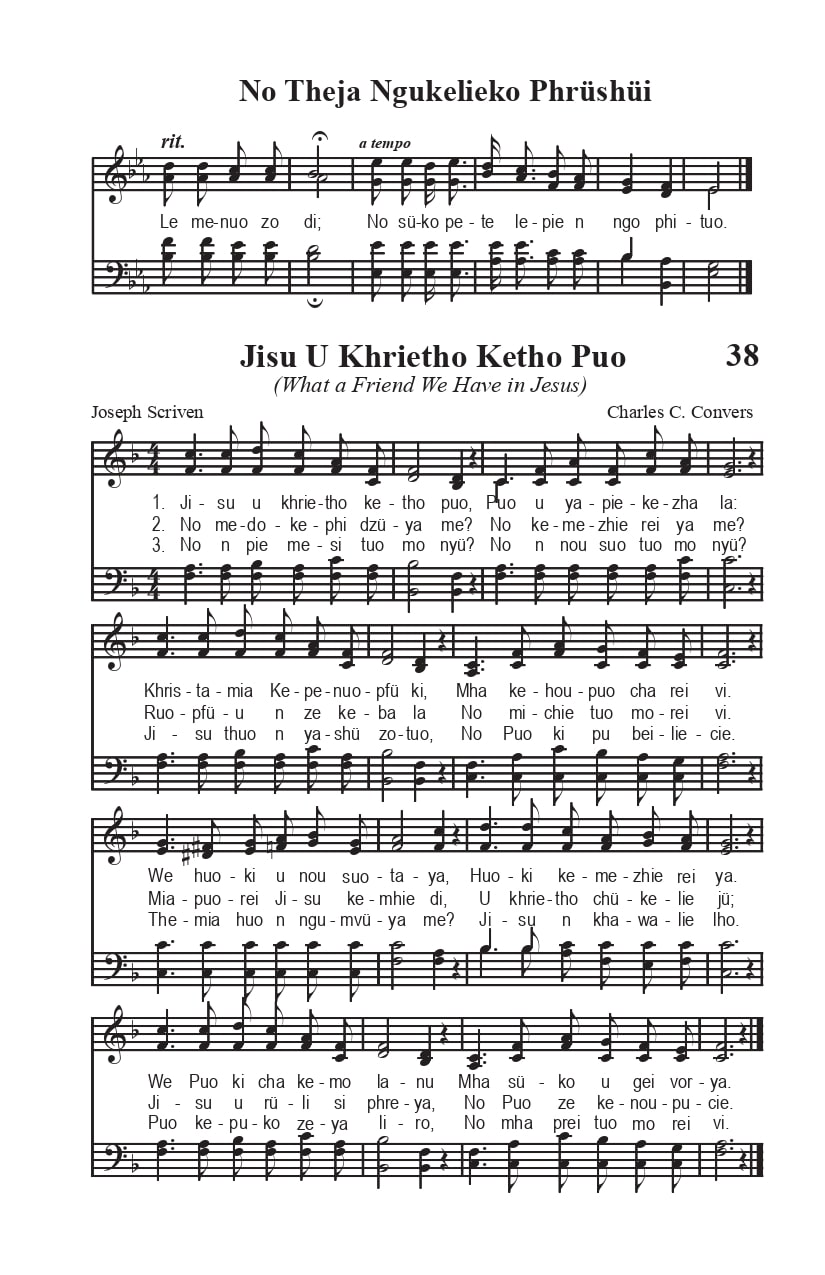 No Theja Ngukelieko Phrüshüi
rit.
a tempo
Le me-nuo zo di; No sü-ko pe-te le-pie n ngo phi-tuo.
Jisu U Khrietho Ketho Puo 38
(What a Friend We Have in Jesus)
Joseph Scriven Charles C. Convers
1. Ji-su u khrie-tho ke-tho puo, Puo u ya-pie-ke-zha la:
2. No me-do-ke-phi dzü-ya me? No ke-me-zhie rei ya me?
3. No n pie me-si tuo mo nyü? No n nou suo tuo mo nyü?
Khris-ta-mia Ke-pe-nuo-pfü ki, Mha ke-hou-puo cha rei vi.
Ruo-pfü-u n ze ke-ba la No mi-chie tuo mo-rei vi.
Ji-su thuo n ya-shü zo-tuo, No Puo ki pu bei-lie-cie.
We huo-ki u nou suo-ta-ya, Huo-ki ke-me-zhie rei ya.
Mia-puo-rei Ji-su ke-mhie di, U khrie-tho chü-ke-lie jü;
The-mia huo n ngu-mvü-ya me? Ji-su n kha-wa-lie lho.
We Puo ki cha ke-mo la-nu Mha sü-ko u gei vor-ya.
Ji-su u rü-li si phre-ya, No Puo ze ke-nou-pu-cie.
Puo ke-pu-ko ze-ya li-ro, No mha prei tuo mo rei vi.